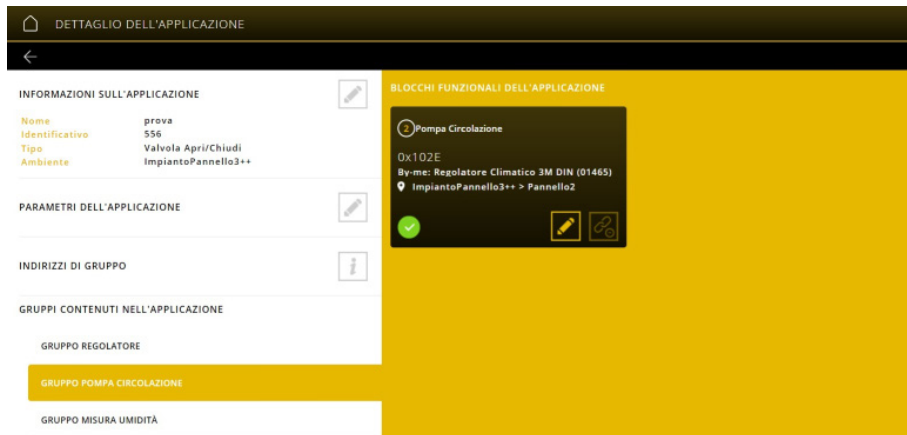 DETTAGLIO DELL'APPLICAZIONE
INFORMAZIONI SULL'APPLICAZIONE
Nome prova
Identificativo 556
Tipo Valvola Apri/Chiudi
Ambiente ImpiantoPannello3++
PARAMETRI DELL'APPLICAZIONE
INDIRIZZI DI GRUPPO
i
GRUPPI CONTENUTI NELL'APPLICAZIONE
GRUPPO REGOLATORE
GRUPPO POMPA CIRCOLAZIONE
GRUPPO MISURA UMIDITÀ
BLOCCHI FUNZIONALI DELL'APPLICAZIONE
2 Pompa Circolazione
0x102E
By-me: Regolatore Climatico 3M DIN (01465)
ImpiantoPannello3++ > Pannello2